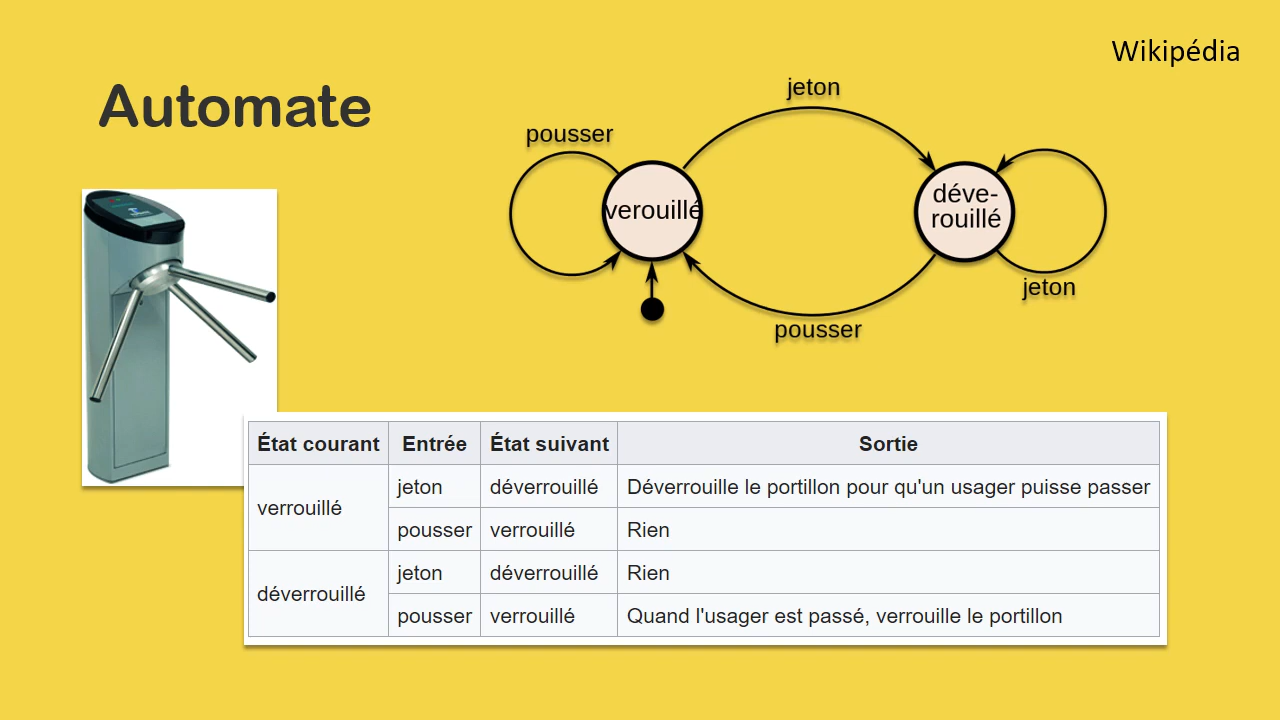 Wikipédia
Automate
jeton
pousser
verouillé
déve-
rouillé
jeton
pousser
État courant Entrée État suivant Sortie
verrouillé jeton déverrouillé Déverrouille le portillon pour qu'un usager puisse passer
pousser verrouillé Rien
déverrouillé jeton déverrouillé Rien
pousser verrouillé Quand l'usager est passé, verrouille le portillon